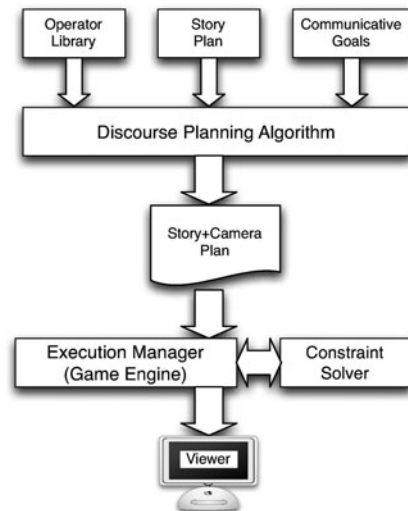 Operator
Library
Story
Plan
Communicative
Goals
Discourse Planning Algorithm
Story+Camera
Plan
Execution Manager
(Game Engine)
Constraint
Solver
Viewer